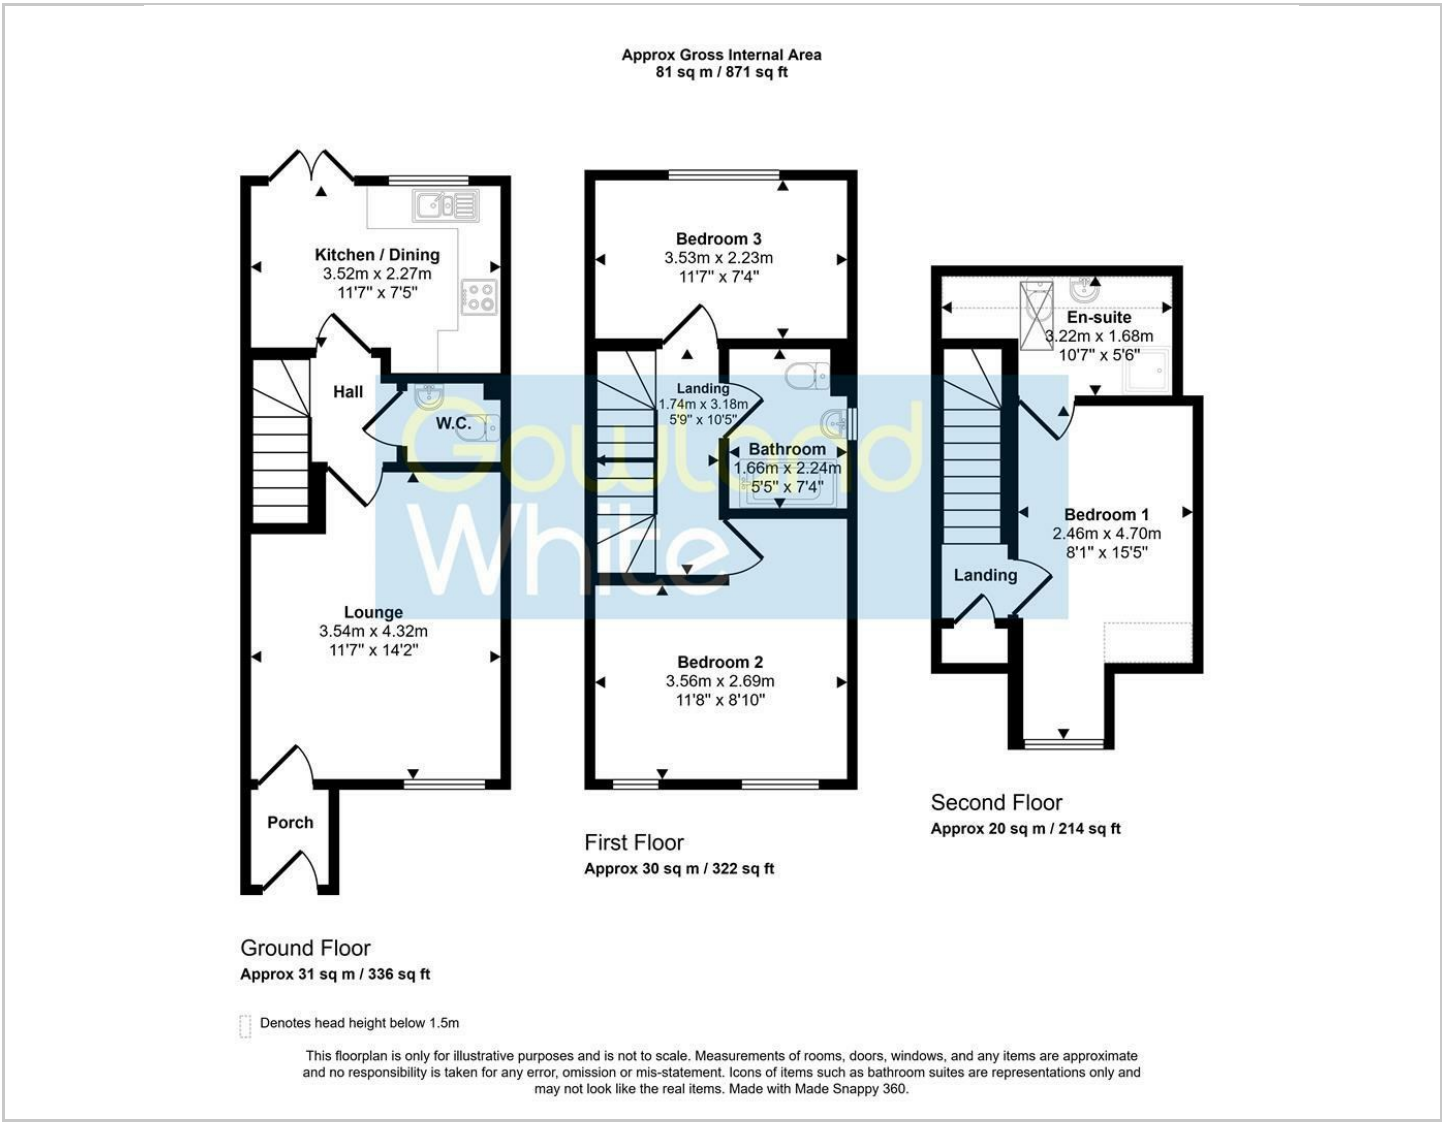 Approx Gross Internal Area
81 sq m / 871 sq ft
Kitchen / Dining
3.52m x 2.27m
11'7" x 7'5"
Hall
W.C.
Lounge
3.54m x 4.32m
11'7" x 14'2"
Porch
Ground Floor
Approx 31 sq m / 336 sq ft
Bedroom 3
3.53m x 2.23m
11'7" x 7'4"
Landing
1.74m x 3.18m
5'9" x 10'5"
Bathroom
1.66m x 2.24m
5'5" x 7'4"
Bedroom 2
3.56m x 2.69m
11'8" x 8'10"
First Floor
Approx 30 sq m / 322 sq ft
En-suite
3.22m x 1.68m
10'7" x 5'6"
Bedroom 1
2.46m x 4.70m
8'1" x 15'5"
Landing
Second Floor
Approx 20 sq m / 214 sq ft
Gowland
White
Denotes head height below 1.5m
This floorplan is only for illustrative purposes and is not to scale. Measurements of rooms, doors, windows, and any items are approximate
and no responsibility is taken for any error, omission or mis-statement. Icons of items such as bathroom suites are representations only and
may not look like the real items. Made with Made Snappy 360.